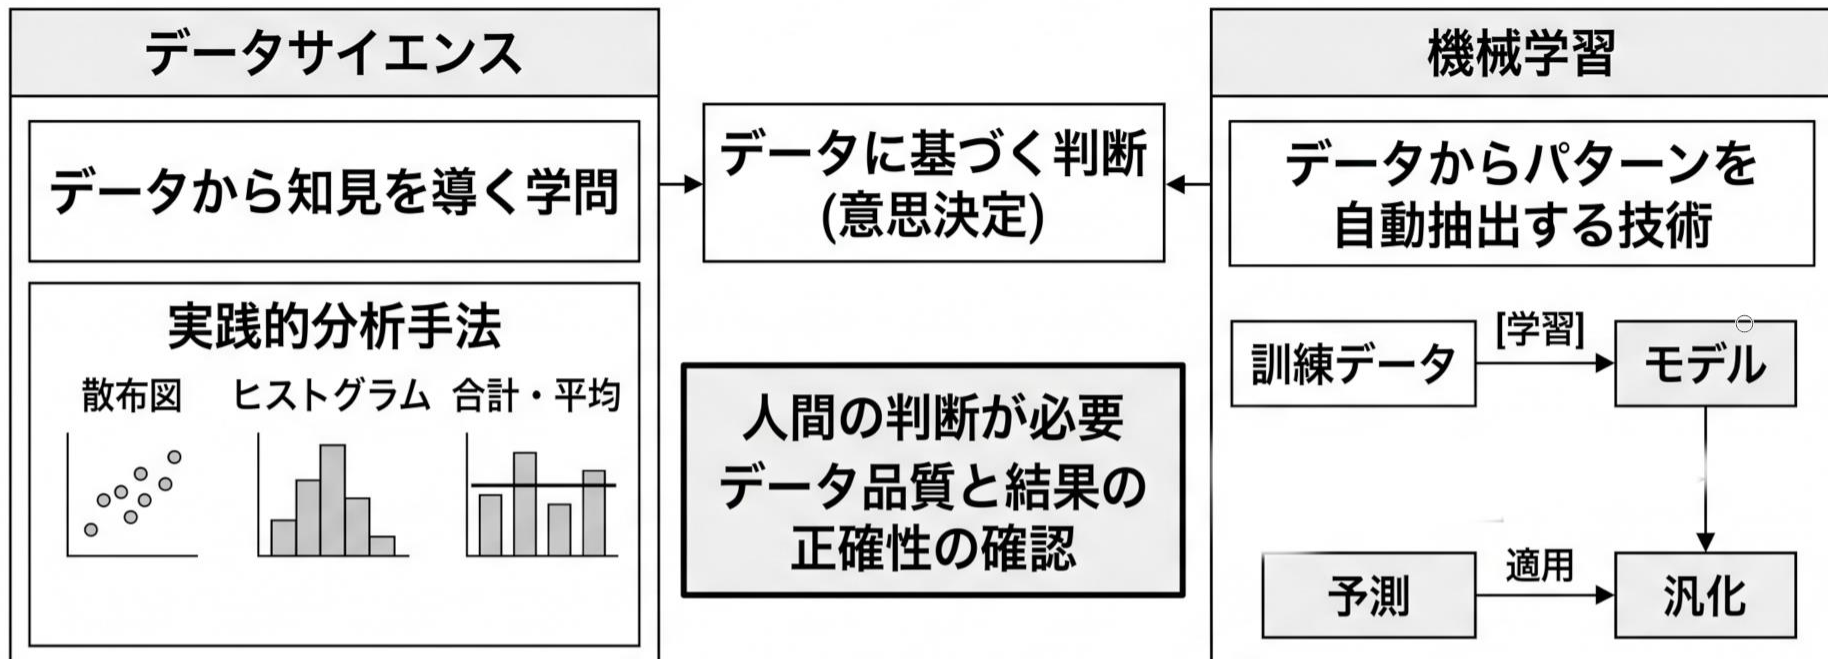 データサイエンス
データから知見を導く学問
実践的分析手法
散布図
ヒストグラム
合計・平均
データに基づく判断
(意思決定)
人間の判断が必要
データ品質と結果の
正確性の確認
機械学習
データからパターンを
自動抽出する技術
訓練データ
[学習]
モデル
予測
適用
汎化